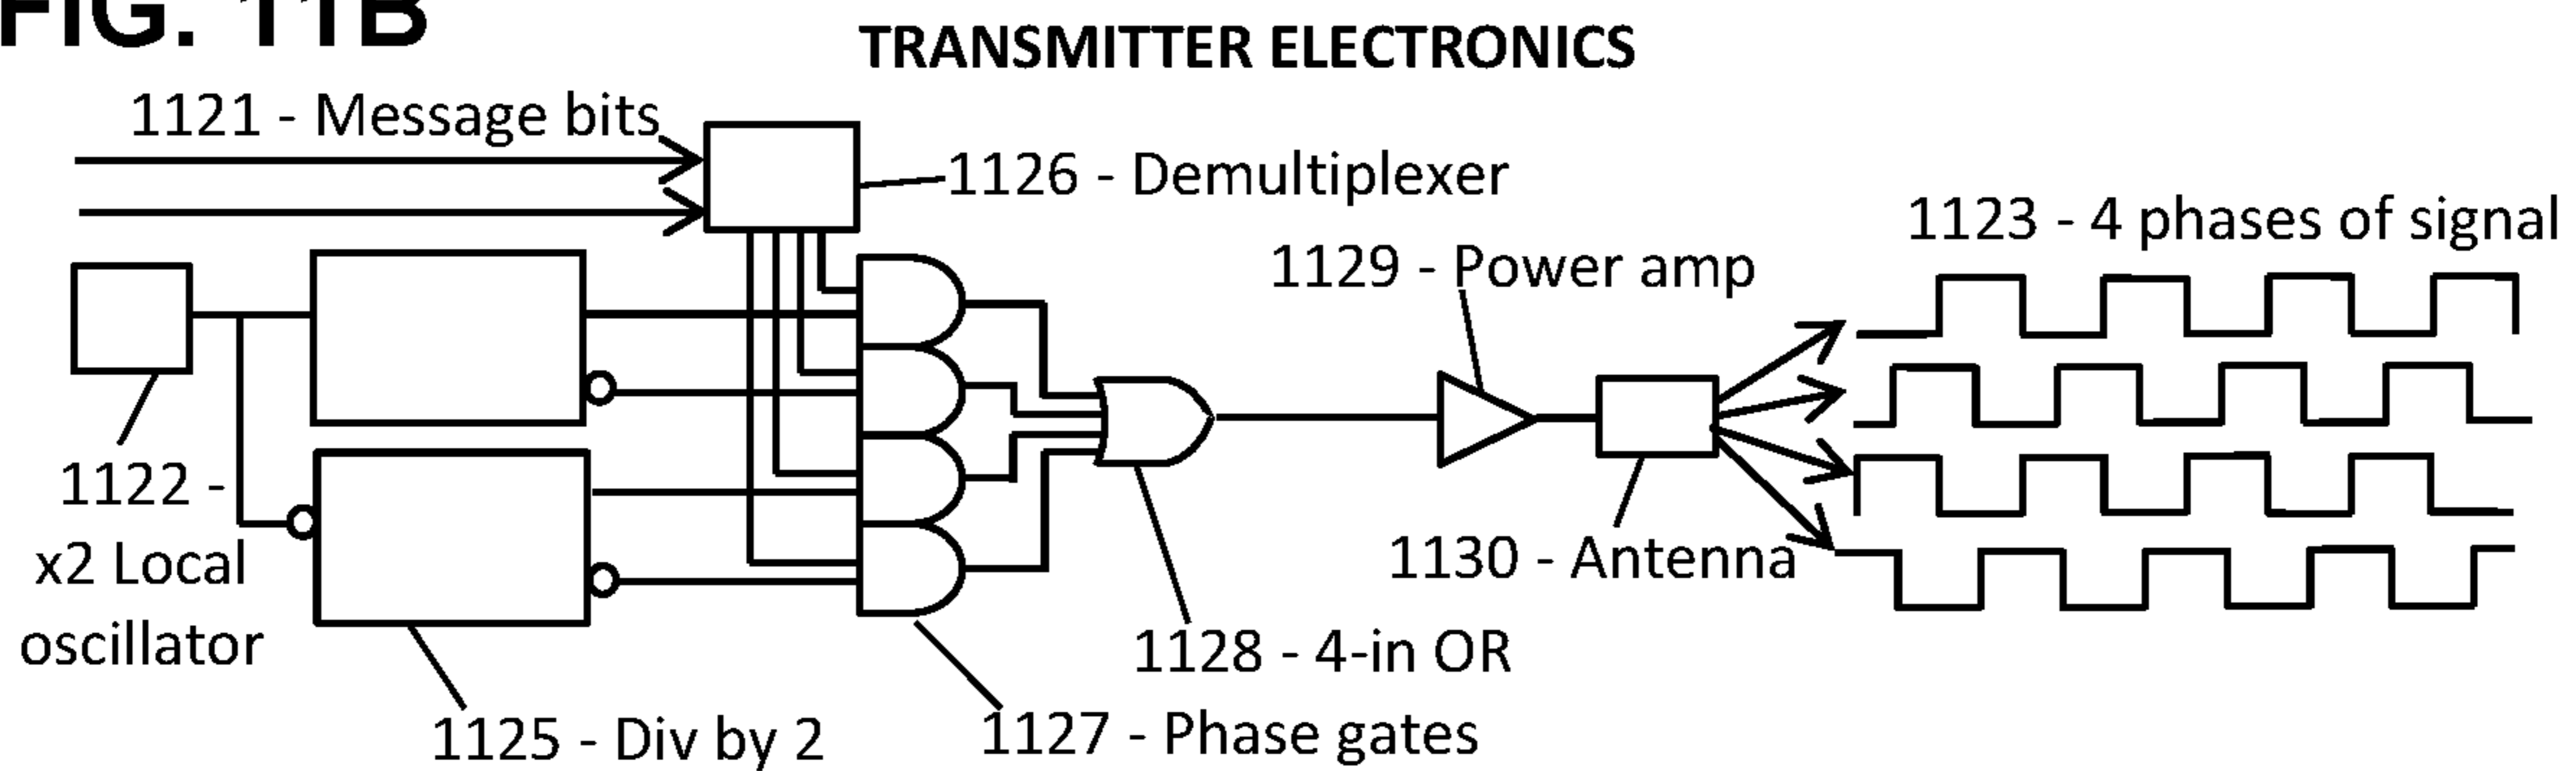 FIG. 11B
TRANSMITTER ELECTRONICS
1121 - Message bits
1126 - Demultiplexer
1123 - 4 phases of signal
1129 - Power amp
1122 -
x2 Local
oscillator
1130 - Antenna
1128 - 4-in OR
1125 - Div by 2
1127 - Phase gates